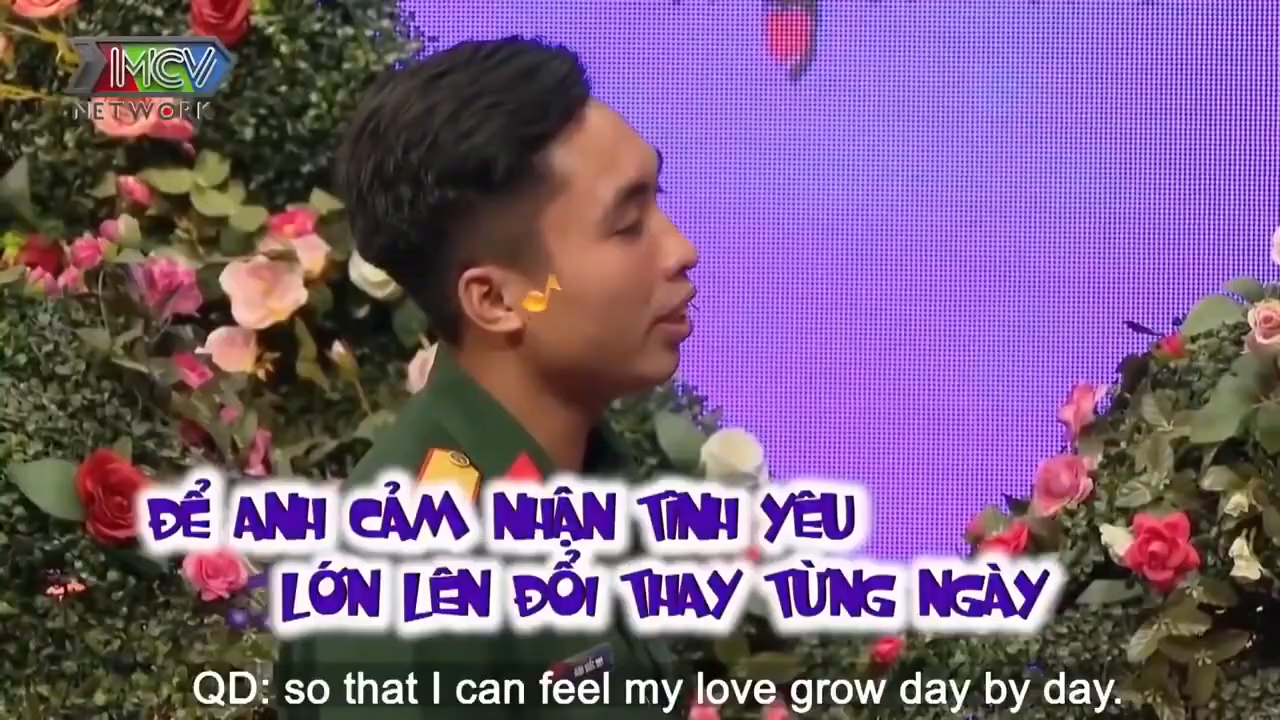 MCV
NETWORK
ĐỂ ANH CẢM NHẬN TÌNH YÊU
LỚN LÊN ĐỔI THAY TỪNG NGÀY
QD: so that I can feel my love grow day by day.